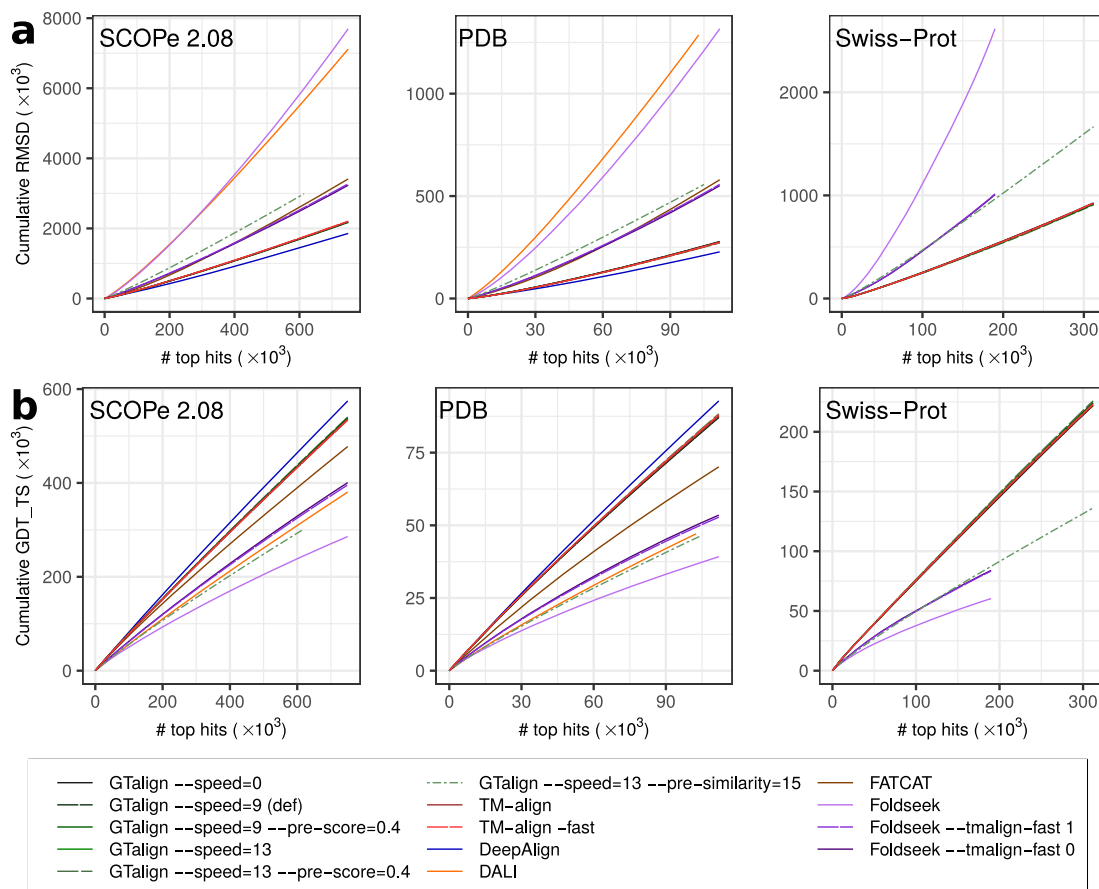 a
SCOPe 2.08
PDB
Swiss-Prot
Cumulative RMSD (×10³)
8000
6000
4000
2000
0
1000
500
0
2000
1000
0
0 200 400 600
0 30 60 90
0 100 200 300
# top hits (×10³)
# top hits (×10³)
# top hits (×10³)
b
SCOPe 2.08
PDB
Swiss-Prot
Cumulative GDT_TS (×10³)
600
400
200
0
75
50
25
0
225
200
150
100
50
0
0 200 400 600
0 30 60 90
0 100 200 300
# top hits (×10³)
# top hits (×10³)
# top hits (×10³)
GTalign --speed=0
GTalign --speed=9 (def)
GTalign --speed=9 --pre-score=0.4
GTalign --speed=13
GTalign --speed=13 --pre-score=0.4
GTalign --speed=13 --pre-similarity=15
TM-align
TM-align -fast
DeepAlign
DALI
FATCAT
Foldseek
Foldseek --tmalign-fast 1
Foldseek --tmalign-fast 0